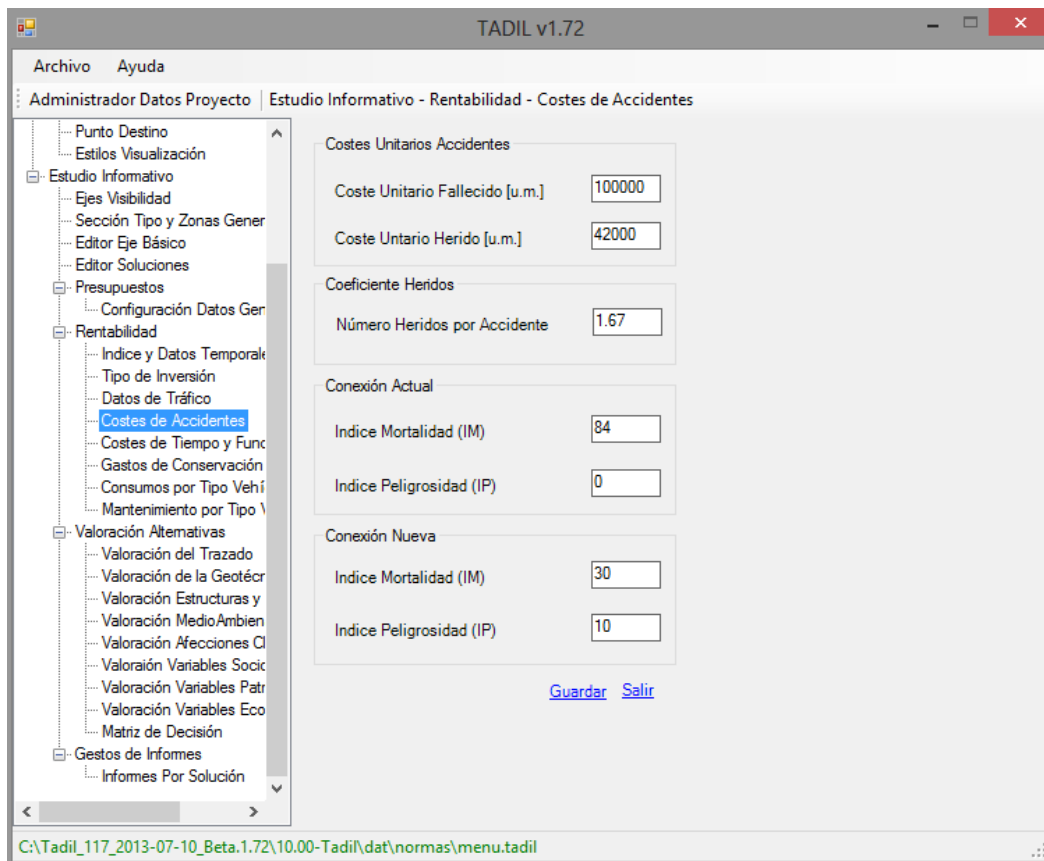 TADIL v1.72
Archivo Ayuda
Administrador Datos Proyecto Estudio Informativo - Rentabilidad - Costes de Accidentes
Punto Destino
Estilos Visualización
Estudio Informativo
Ejes Visibilidad
Sección Tipo y Zonas Gener
Editor Eje Básico
Editor Soluciones
Presupuestos
Configuración Datos Gen
Rentabilidad
Indice y Datos Temporale
Tipo de Inversión
Datos de Tráfico
Costes de Accidentes
Costes de Tiempo y Func
Gastos de Conservación
Consumos por Tipo Vehí
Mantenimiento por Tipo V
Valoración Alternativas
Valoración del Trazado
Valoración de la Geotécr
Valoración Estructuras y
Valoración MedioAmbien
Valoración Afecciones Cl
Valoraión Variables Socic
Valoración Variables Patr
Valoración Variables Eco
Matriz de Decisión
Gestos de Informes
Informes Por Solución
Costes Unitarios Accidentes
Coste Unitario Fallecido [u.m.] 100000
Coste Untario Herido [u.m.] 42000
Coeficiente Heridos
Número Heridos por Accidente 1.67
Conexión Actual
Indice Mortalidad (IM) 84
Indice Peligrosidad (IP) 0
Conexión Nueva
Indice Mortalidad (IM) 30
Indice Peligrosidad (IP) 10
Guardar Salir
C:\Tadil_117_2013-07-10_Beta.1.72\10.00-Tadil\dat\normas\menu.tadil